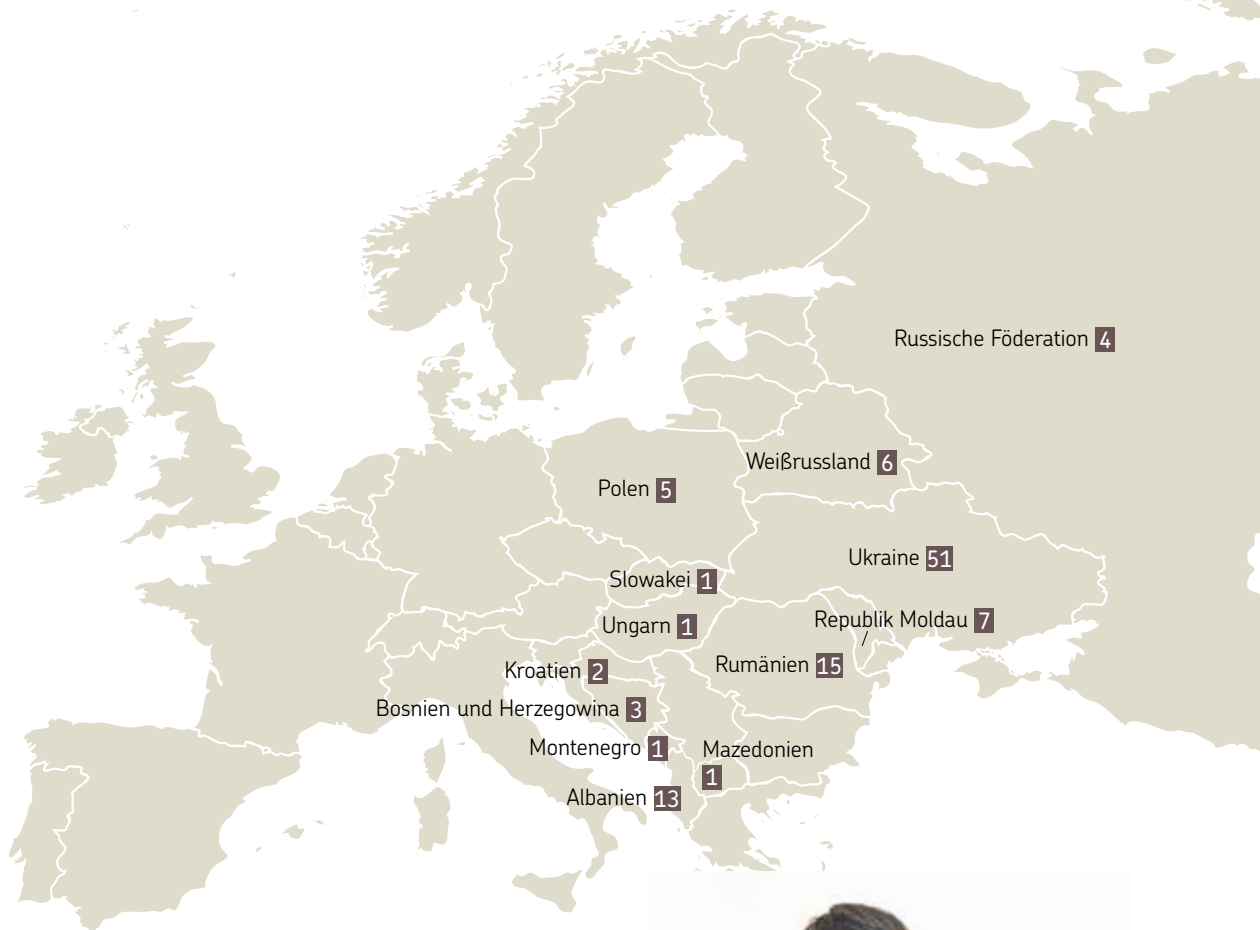 Russische Föderation 4
Weißrussland 6
Polen 5
Ukraine 51
Slowakei 1
Republik Moldau 7
Ungarn 1
Rumänien 15
Kroatien 2
Bosnien und Herzegowina 3
Montenegro 1
Mazedonien
1
Albanien 13